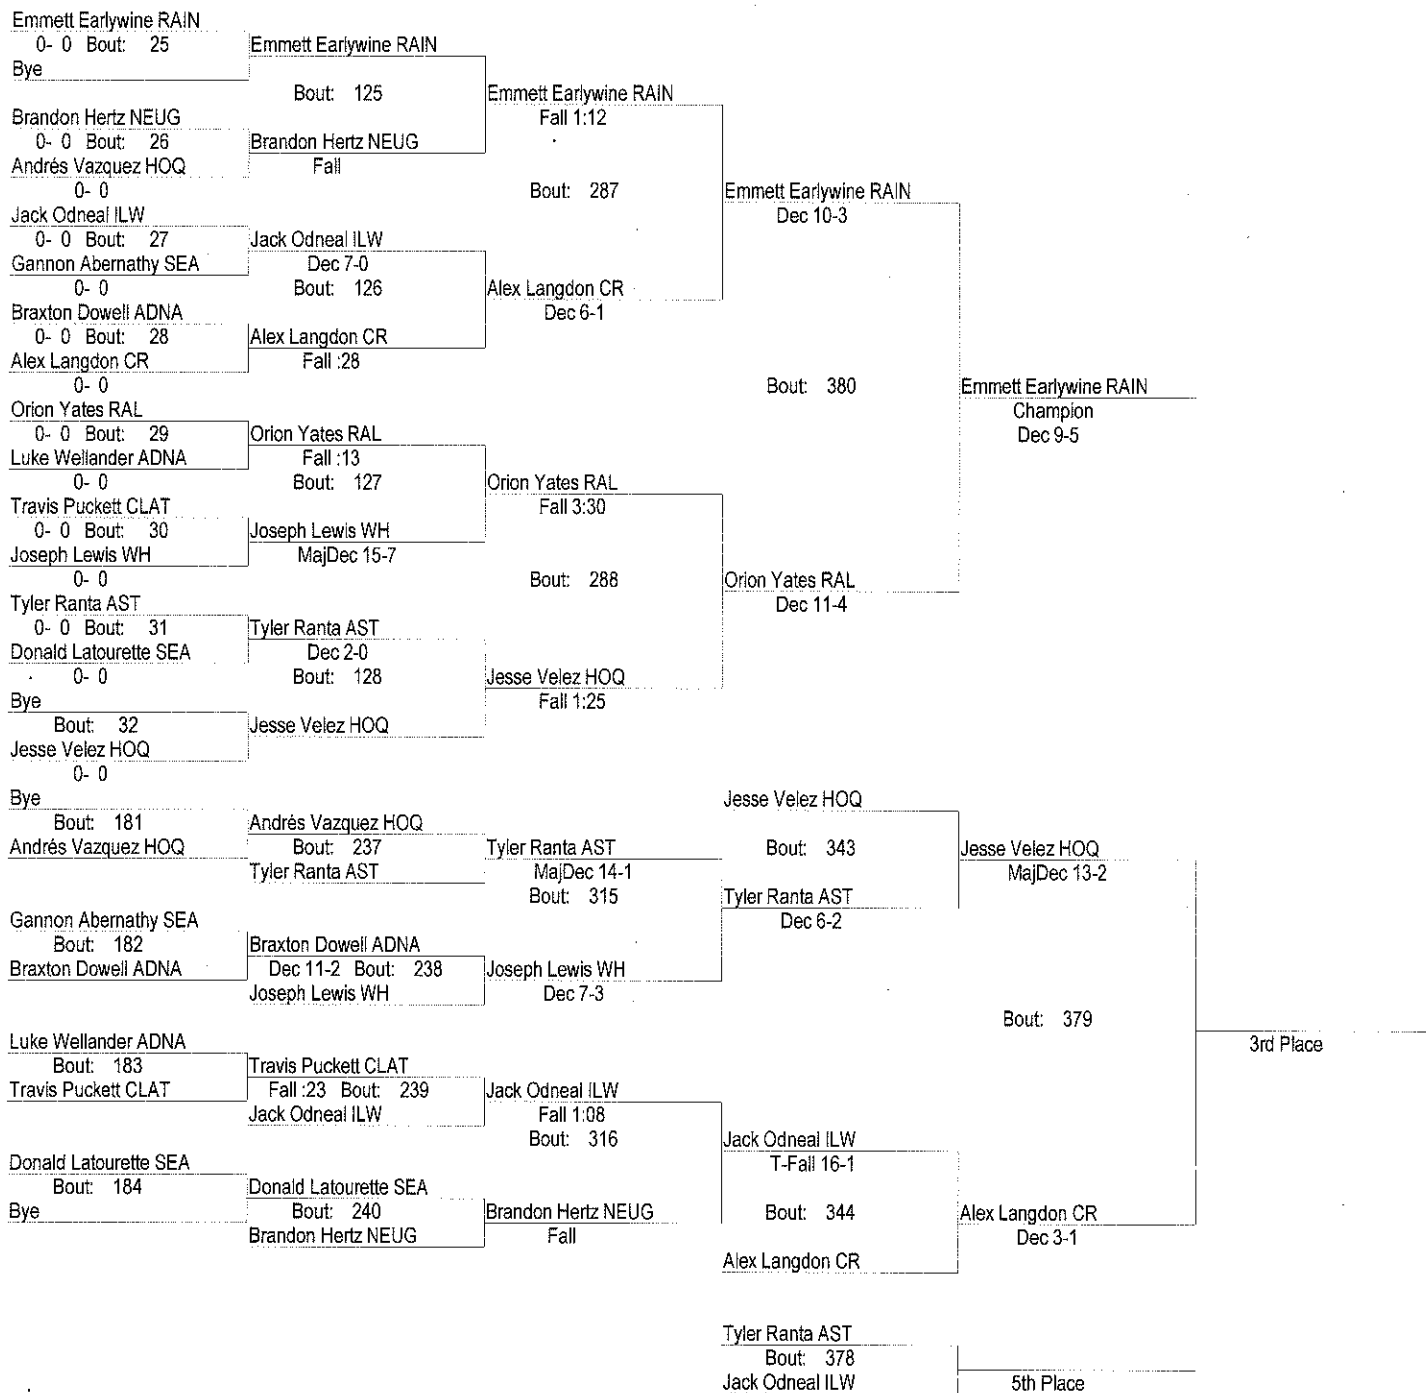 Emmett Earlywine RAIN
0- 0 Bout: 25
Bye
Emmett Earlywine RAIN
Bout: 125
Brandon Hertz NEUG
0- 0 Bout: 26
Andrés Vazquez HOQ
0- 0
Brandon Hertz NEUG
Fall
Emmett Earlywine RAIN
Fall 1:12
Bout: 287
Jack Odneal ILW
0- 0 Bout: 27
Gannon Abernathy SEA
0- 0
Jack Odneal ILW
Dec 7-0
Bout: 126
Braxton Dowell ADNA
0- 0 Bout: 28
Alex Langdon CR
0- 0
Alex Langdon CR
Fall :28
Alex Langdon CR
Dec 6-1
Emmett Earlywine RAIN
Dec 10-3
Bout: 380
Emmett Earlywine RAIN
Champion
Dec 9-5
Orion Yates RAL
0- 0 Bout: 29
Luke Wellander ADNA
0- 0
Orion Yates RAL
Fall :13
Bout: 127
Travis Puckett CLAT
0- 0 Bout: 30
Joseph Lewis WH
0- 0
Joseph Lewis WH
MajDec 15-7
Orion Yates RAL
Fall 3:30
Bout: 288
Orion Yates RAL
Dec 11-4
Tyler Ranta AST
0- 0 Bout: 31
Donald Latourette SEA
0- 0
Tyler Ranta AST
Dec 2-0
Bout: 128
Bye
Bout: 32
Jesse Velez HOQ
0- 0
Jesse Velez HOQ
Jesse Velez HOQ
Fall 1:25
Bye
Bout: 181
Andrés Vazquez HOQ
Andrés Vazquez HOQ
Bout: 237
Tyler Ranta AST
Tyler Ranta AST
MajDec 14-1
Bout: 315
Gannon Abernathy SEA
Bout: 182
Braxton Dowell ADNA
Braxton Dowell ADNA
Dec 11-2 Bout: 238
Joseph Lewis WH
Joseph Lewis WH
Dec 7-3
Jesse Velez HOQ
Bout: 343
Tyler Ranta AST
Dec 6-2
Jesse Velez HOQ
MajDec 13-2
Bout: 379
3rd Place
Luke Wellander ADNA
Bout: 183
Travis Puckett CLAT
Travis Puckett CLAT
Fall :23 Bout: 239
Jack Odneal ILW
Jack Odneal ILW
Fall 1:08
Bout: 316
Donald Latourette SEA
Bout: 184
Bye
Donald Latourette SEA
Bout: 240
Brandon Hertz NEUG
Brandon Hertz NEUG
Fall
Jack Odneal ILW
T-Fall 16-1
Bout: 344
Alex Langdon CR
Alex Langdon CR
Dec 3-1
Tyler Ranta AST
Bout: 378
Jack Odneal ILW
5th Place